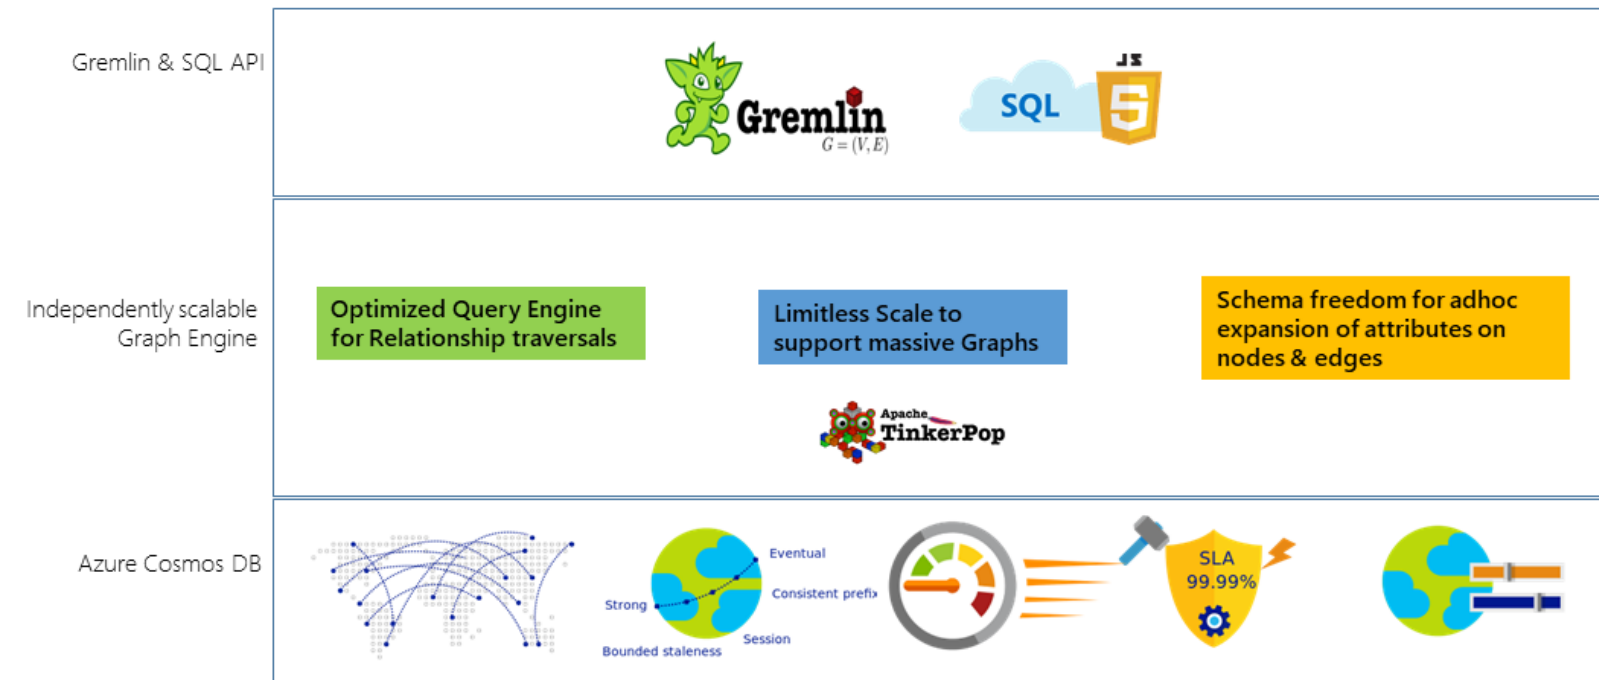 Gremlin & SQL API
Gremlin
G = (V, E)
SQL
JS
Independently scalable
Graph Engine
Optimized Query Engine
for Relationship traversals
Limitless Scale to
support massive Graphs
Schema freedom for adhoc
expansion of attributes on
nodes & edges
Apache
TinkerPop
Azure Cosmos DB
Eventual
Consistent prefix
Strong
Session
Bounded staleness
SLA
99.99%